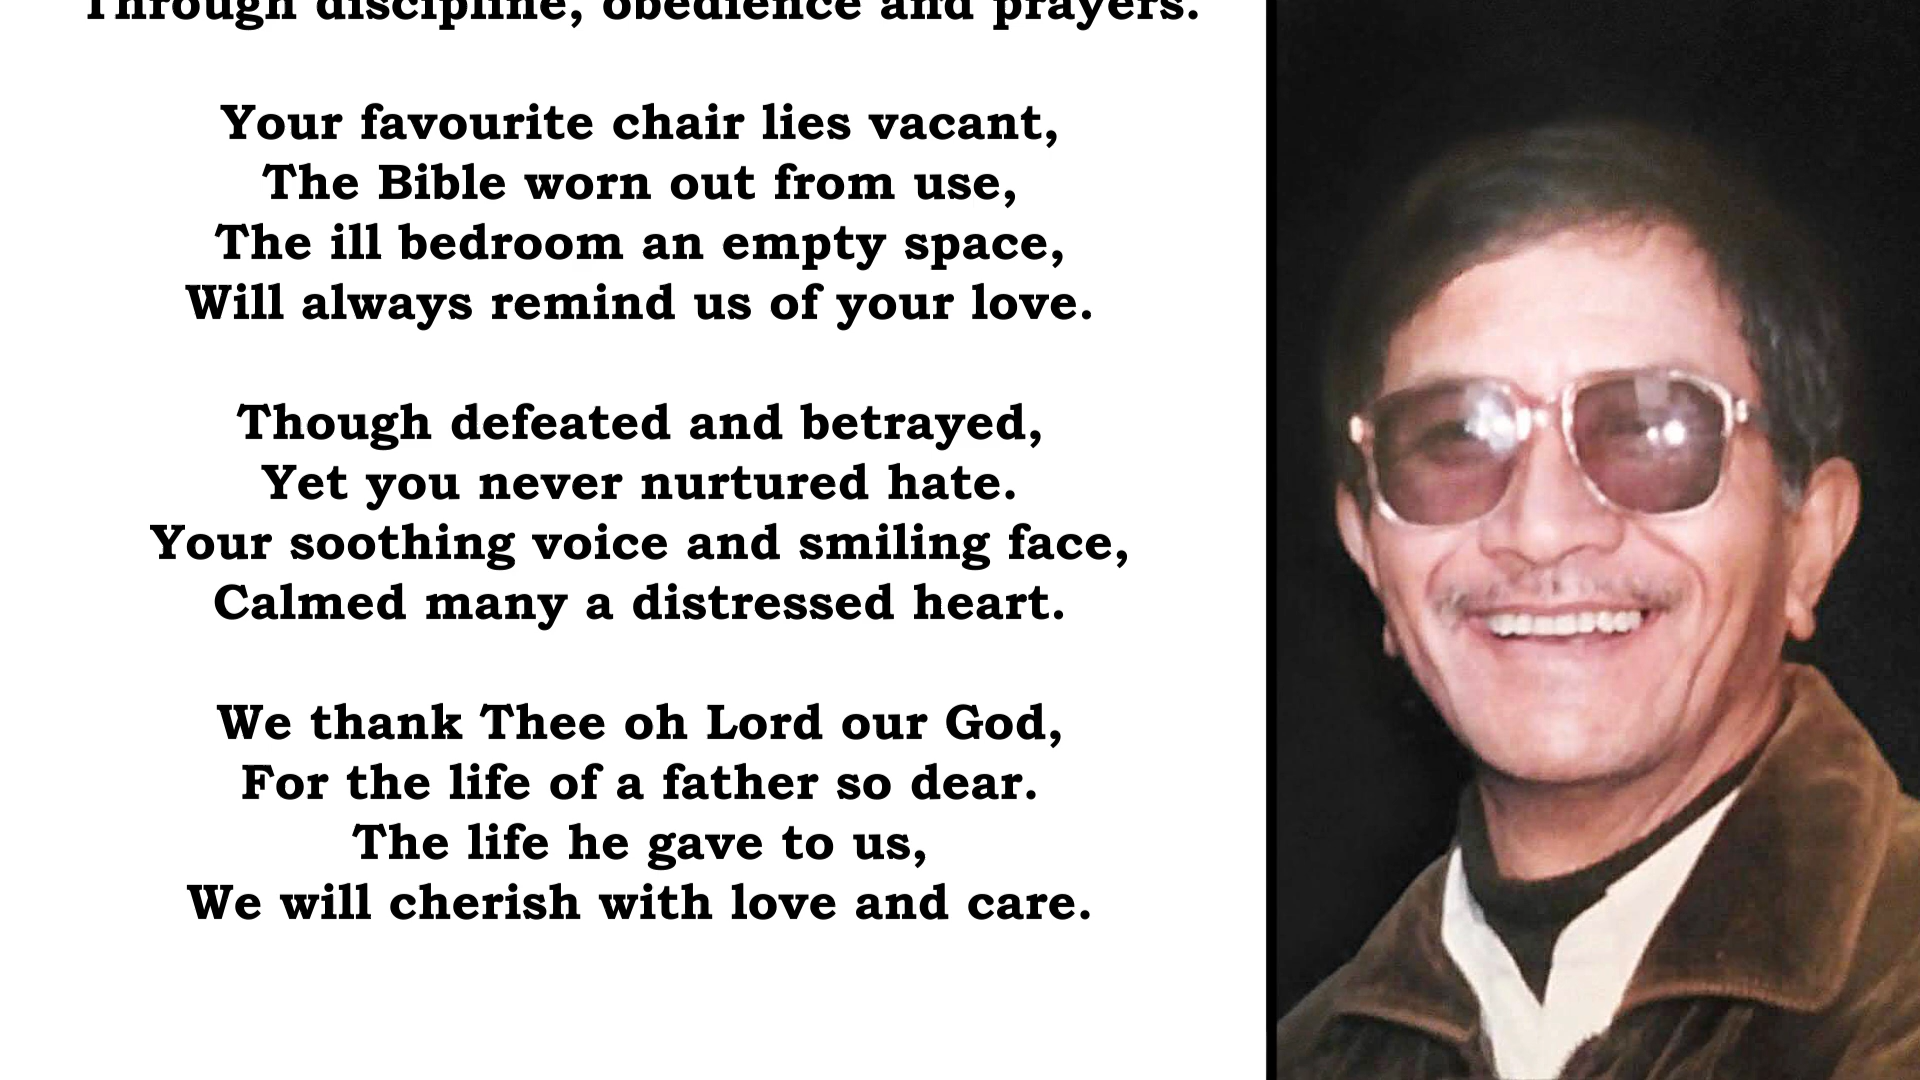 Through discipline, obedience and prayers.
Your favourite chair lies vacant,
The Bible worn out from use,
The ill bedroom an empty space,
Will always remind us of your love.
Though defeated and betrayed,
Yet you never nurtured hate.
Your soothing voice and smiling face,
Calmed many a distressed heart.
We thank Thee oh Lord our God,
For the life of a father so dear.
The life he gave to us,
We will cherish with love and care.